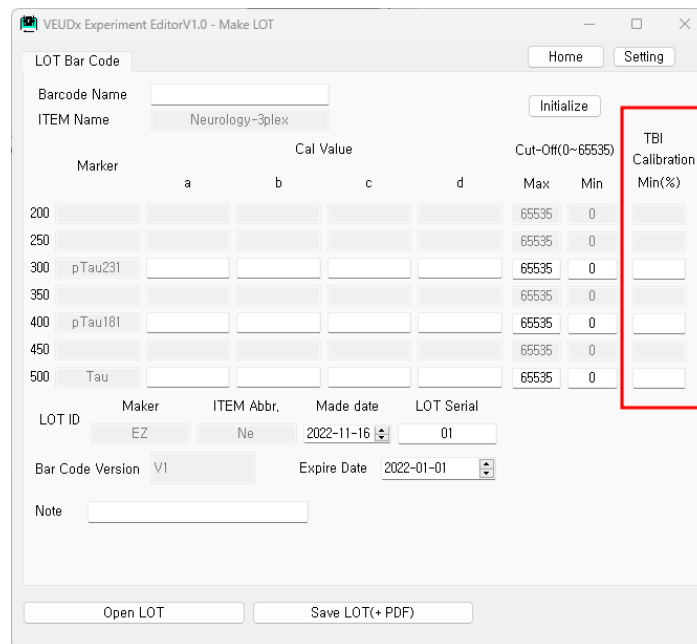 VEUDx Experiment EditorV1.0 - Make LOT
LOT Bar Code
Home
Setting
Barcode Name
Initialize
ITEM Name Neurology-3plex
TBI
Calibration
Min(%)
Marker
Cal Value
Cut-Off(0~65535)
a b c d Max Min
200 65535 0
250 65535 0
300 pTau231 65535 0
350 65535 0
400 pTau181 65535 0
450 65535 0
500 Tau 65535 0
LOT ID
Maker ITEM Abbr. Made date LOT Serial
EZ Ne 2022-11-16 01
Bar Code Version V1 Expire Date 2022-01-01
Note
Open LOT Save LOT(+ PDF)